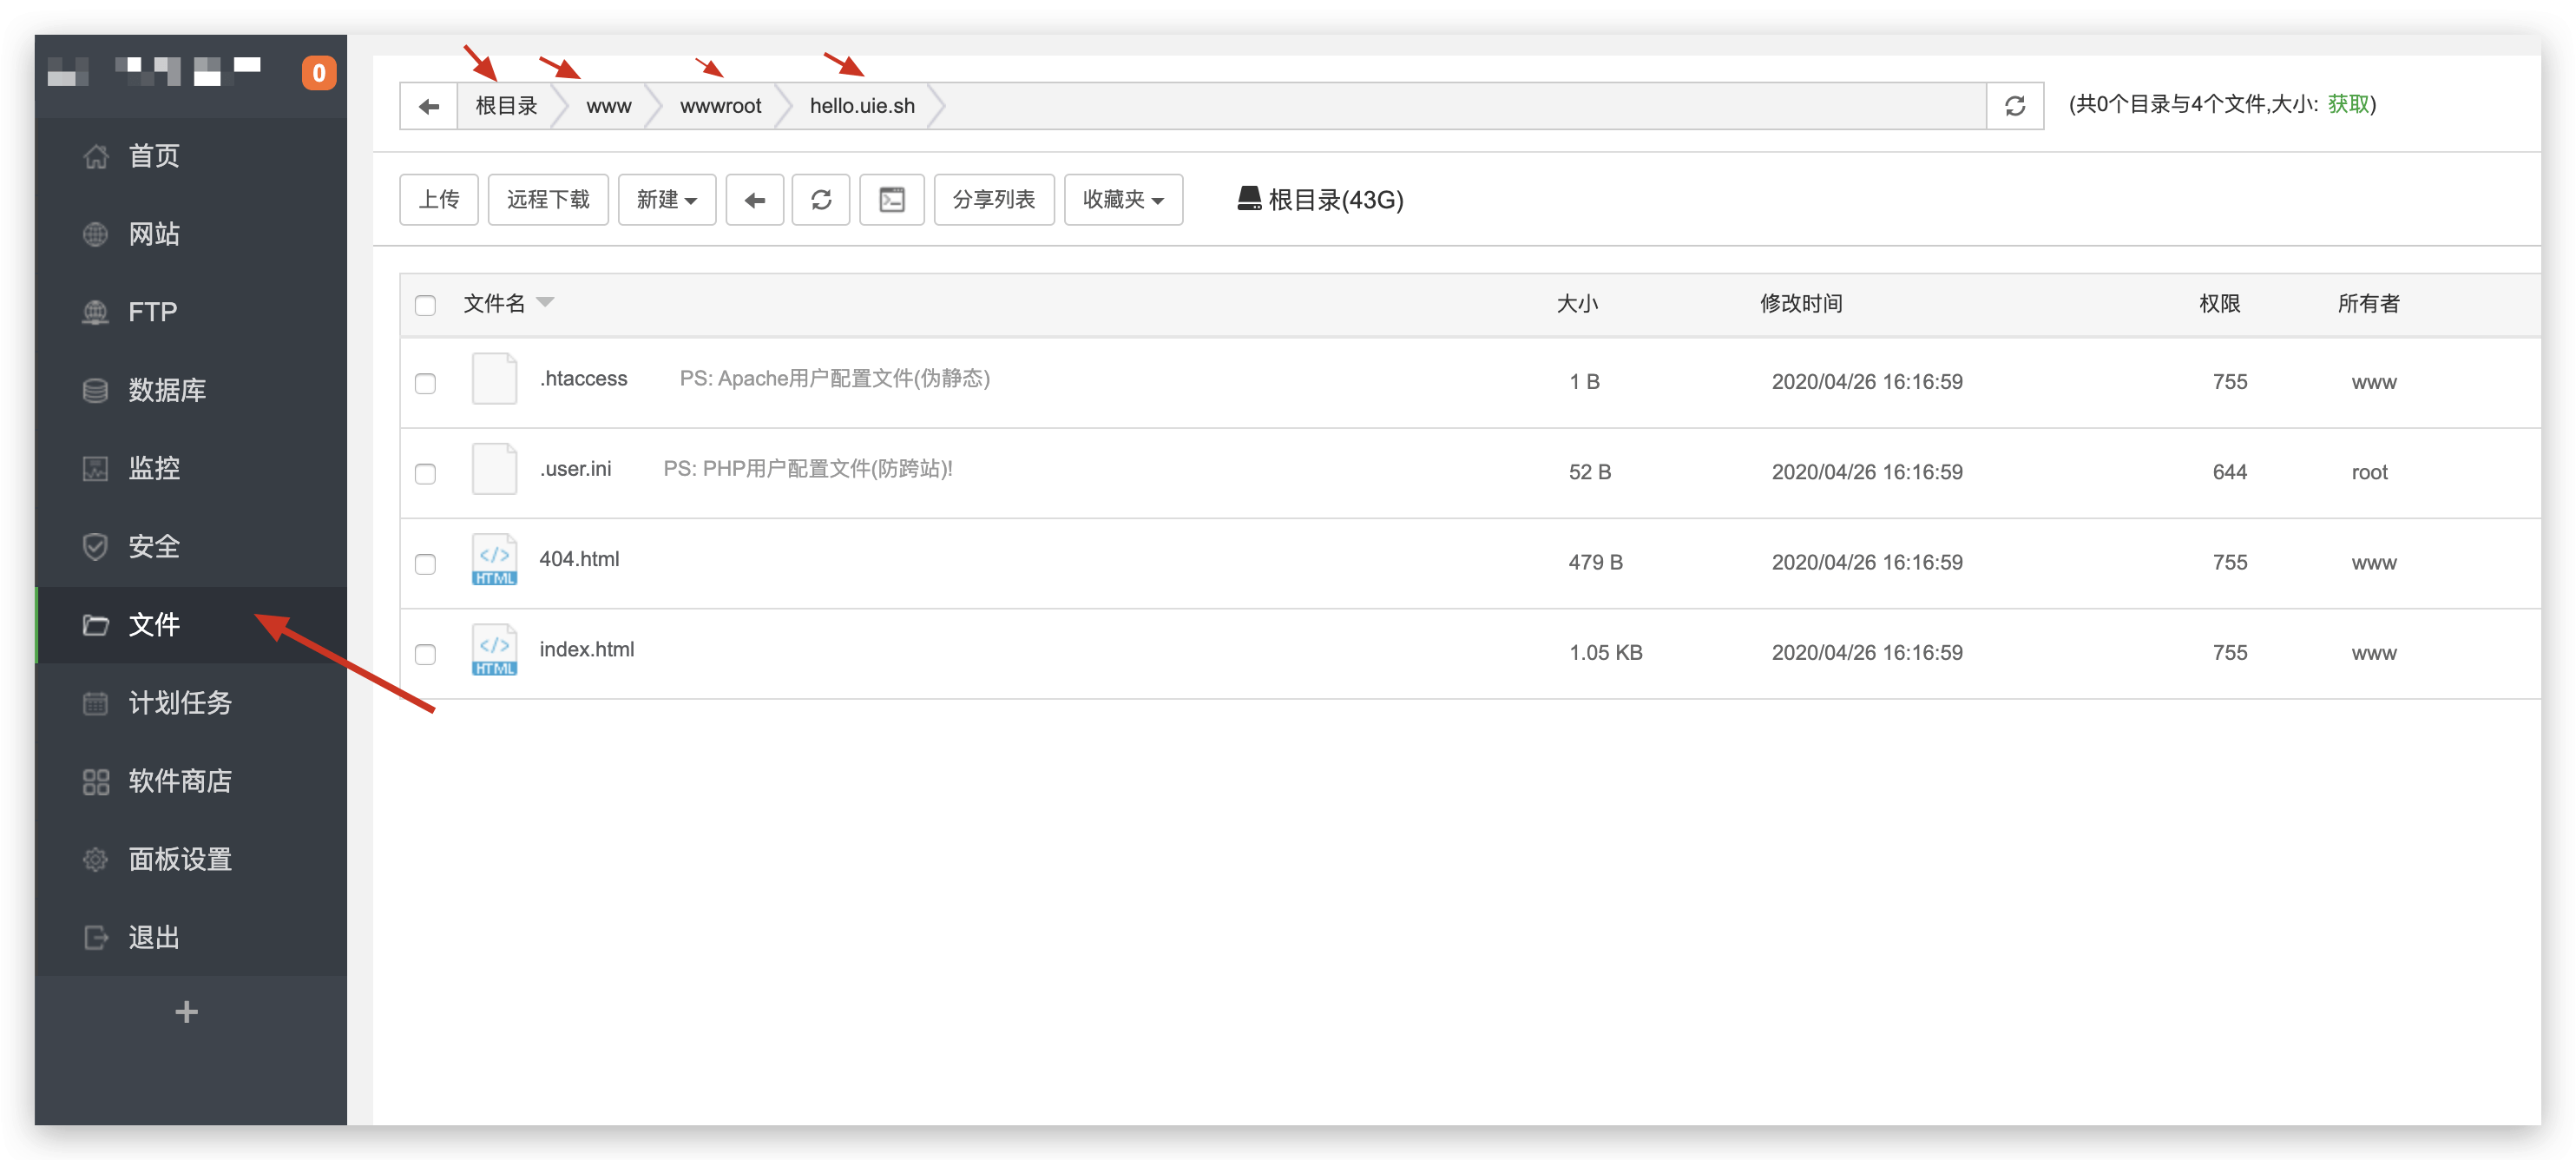 0
首页
网站
FTP
数据库
监控
安全
文件
计划任务
软件商店
面板设置
退出
+
根目录 www wwwroot hello.uie.sh (共0个目录与4个文件,大小: 获取)
上传 远程下载 新建 分享列表 收藏夹 根目录(43G)
文件名 大小 修改时间 权限 所有者
.htaccess PS: Apache用户配置文件(伪静态) 1 B 2020/04/26 16:16:59 755 www
.user.ini PS: PHP用户配置文件(防跨站)! 52 B 2020/04/26 16:16:59 644 root
HTML 404.html 479 B 2020/04/26 16:16:59 755 www
HTML index.html 1.05 KB 2020/04/26 16:16:59 755 www